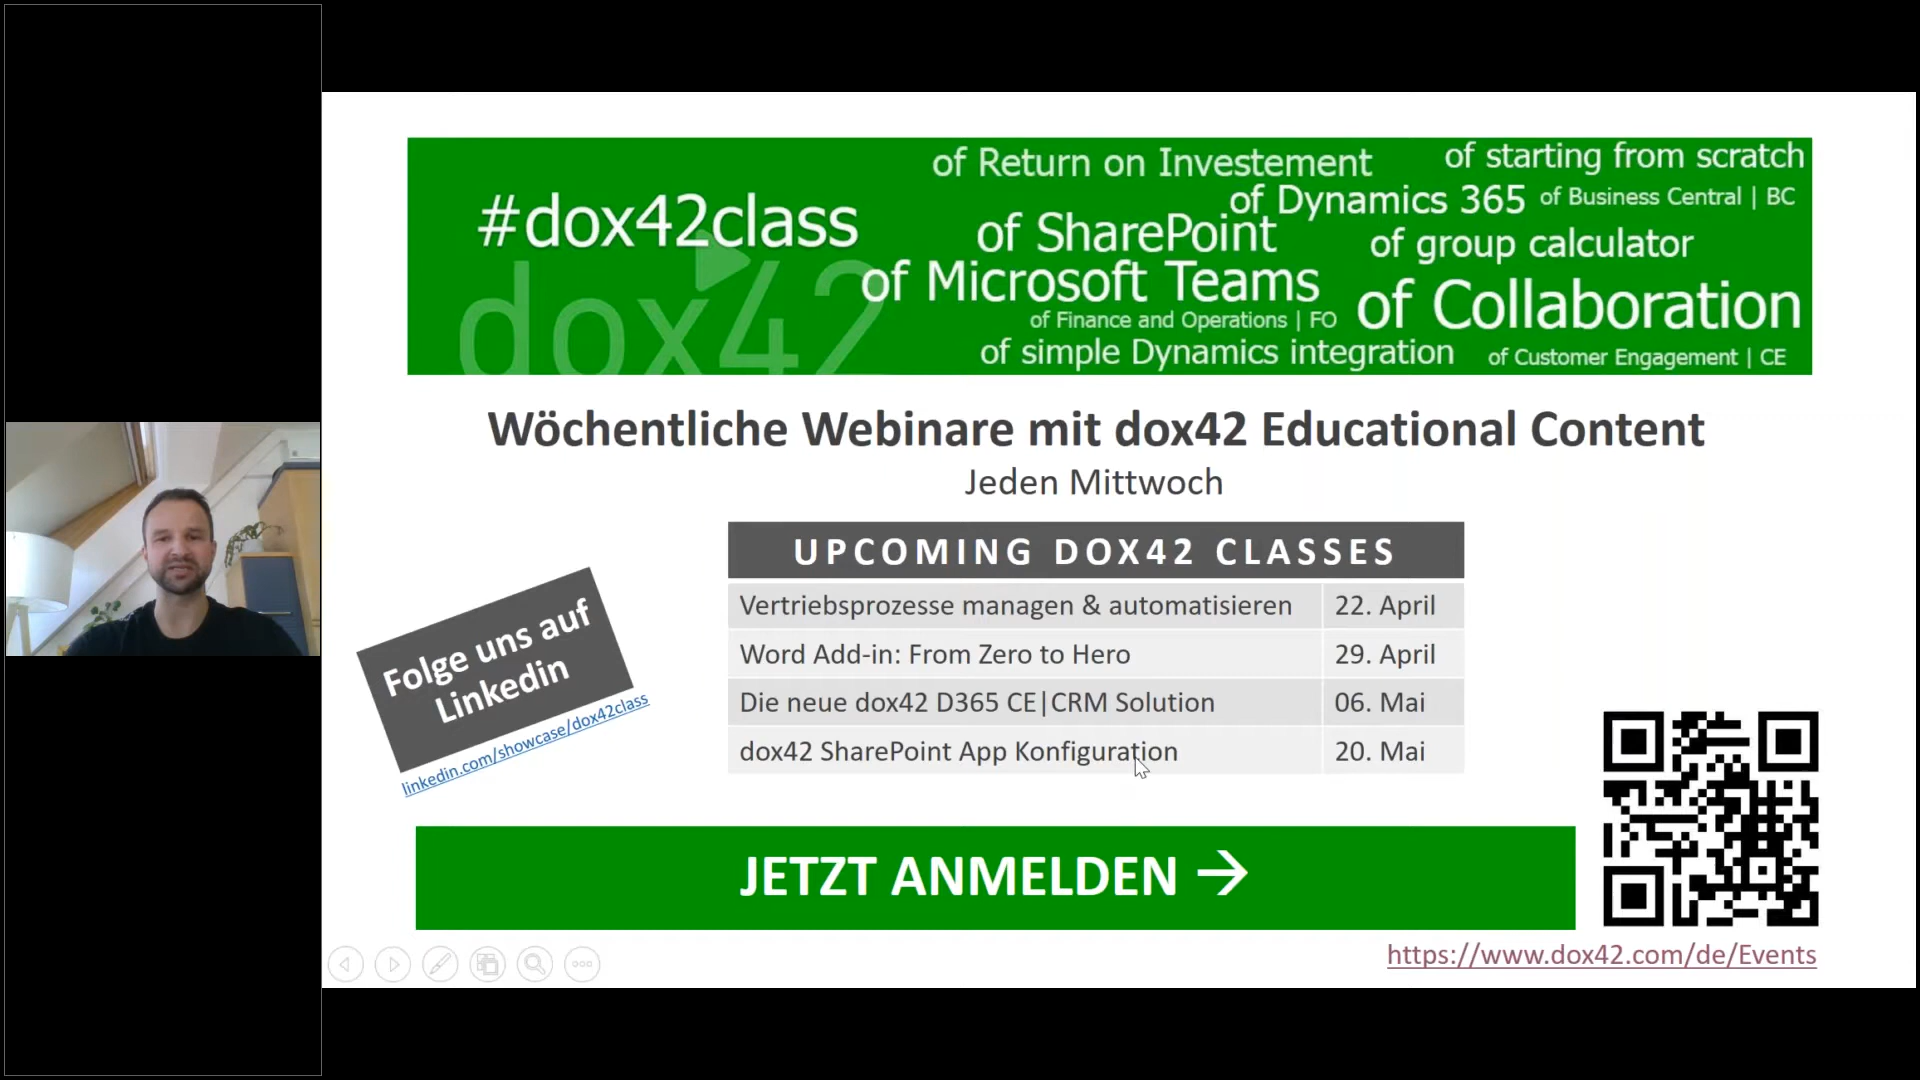 of Return on Investement
of starting from scratch
#dox42class
of Dynamics 365
of Business Central | BC
of SharePoint
of group calculator
dox42
of Microsoft Teams
of Collaboration
of Finance and Operations | FO
of simple Dynamics integration
of Customer Engagement | CE
Wöchentliche Webinare mit dox42 Educational Content
Jeden Mittwoch
UPCOMING DOX42 CLASSES
Vertriebsprozesse managen & automatisieren 22. April
Word Add-in: From Zero to Hero 29. April
Die neue dox42 D365 CE|CRM Solution 06. Mai
dox42 SharePoint App Konfiguration 20. Mai
Folge uns auf
Linkedin
linkedin.com/showcase/dox42class
JETZT ANMELDEN →
https://www.dox42.com/de/Events